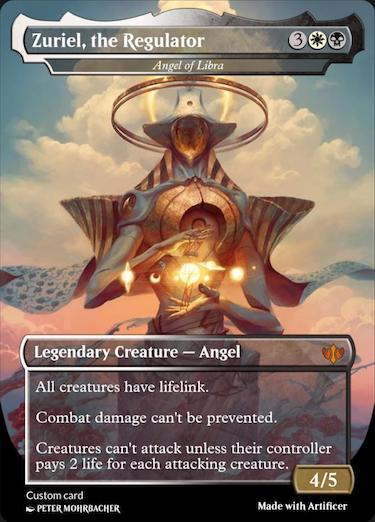 Zuriel, the Regulator 3
Angel of Libra
Legendary Creature — Angel
All creatures have lifelink.
Combat damage can't be prevented.
Creatures can't attack unless their controller
pays 2 life for each attacking creature.
4/5
Custom card
PETER MOHRBACHER
Made with Artificer